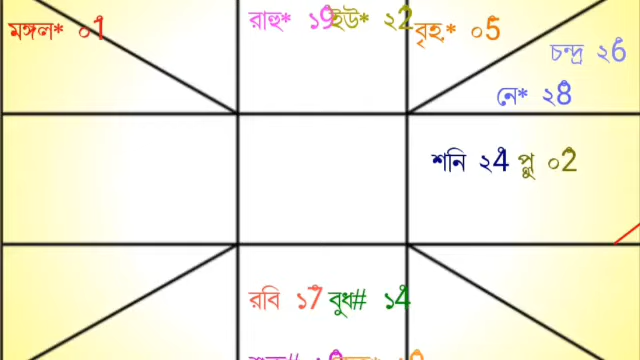 মঙ্গল* ০1° রাহু* ১9° ইউ* ২2° বৃহ.* ০5°
চন্দ্র ২6°
নে* ২8°
শনি ২4° প্লু ০2°
রবি ১7° বুধ# ১4°